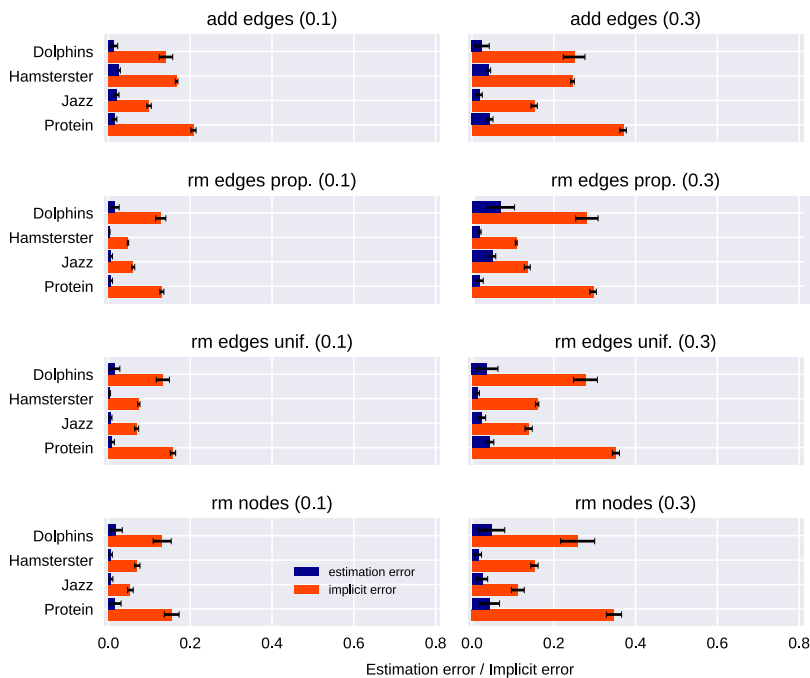 add edges (0.1)
add edges (0.3)
Dolphins
Hamsterster
Jazz
Protein
rm edges prop. (0.1)
rm edges prop. (0.3)
Dolphins
Hamsterster
Jazz
Protein
rm edges unif. (0.1)
rm edges unif. (0.3)
Dolphins
Hamsterster
Jazz
Protein
rm nodes (0.1)
rm nodes (0.3)
Dolphins
Hamsterster
Jazz
Protein
estimation error
implicit error
0.0 0.2 0.4 0.6 0.8
0.0 0.2 0.4 0.6 0.8
Estimation error / Implicit error